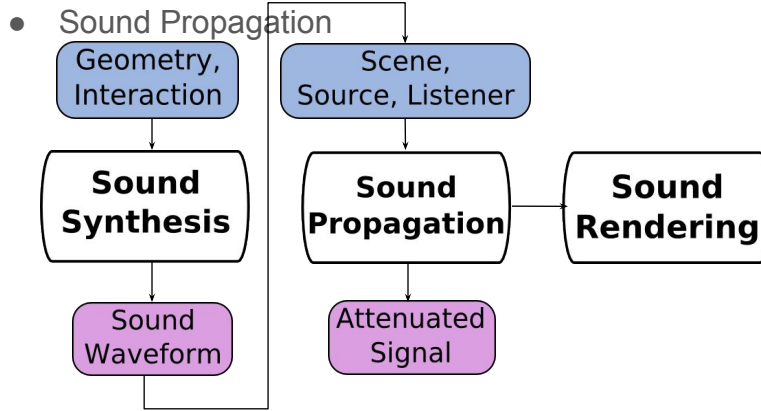 ● Sound Propagation
Geometry,
Interaction
Sound
Synthesis
Sound
Waveform
Scene,
Source, Listener
Sound
Propagation
Attenuated
Signal
Sound
Rendering